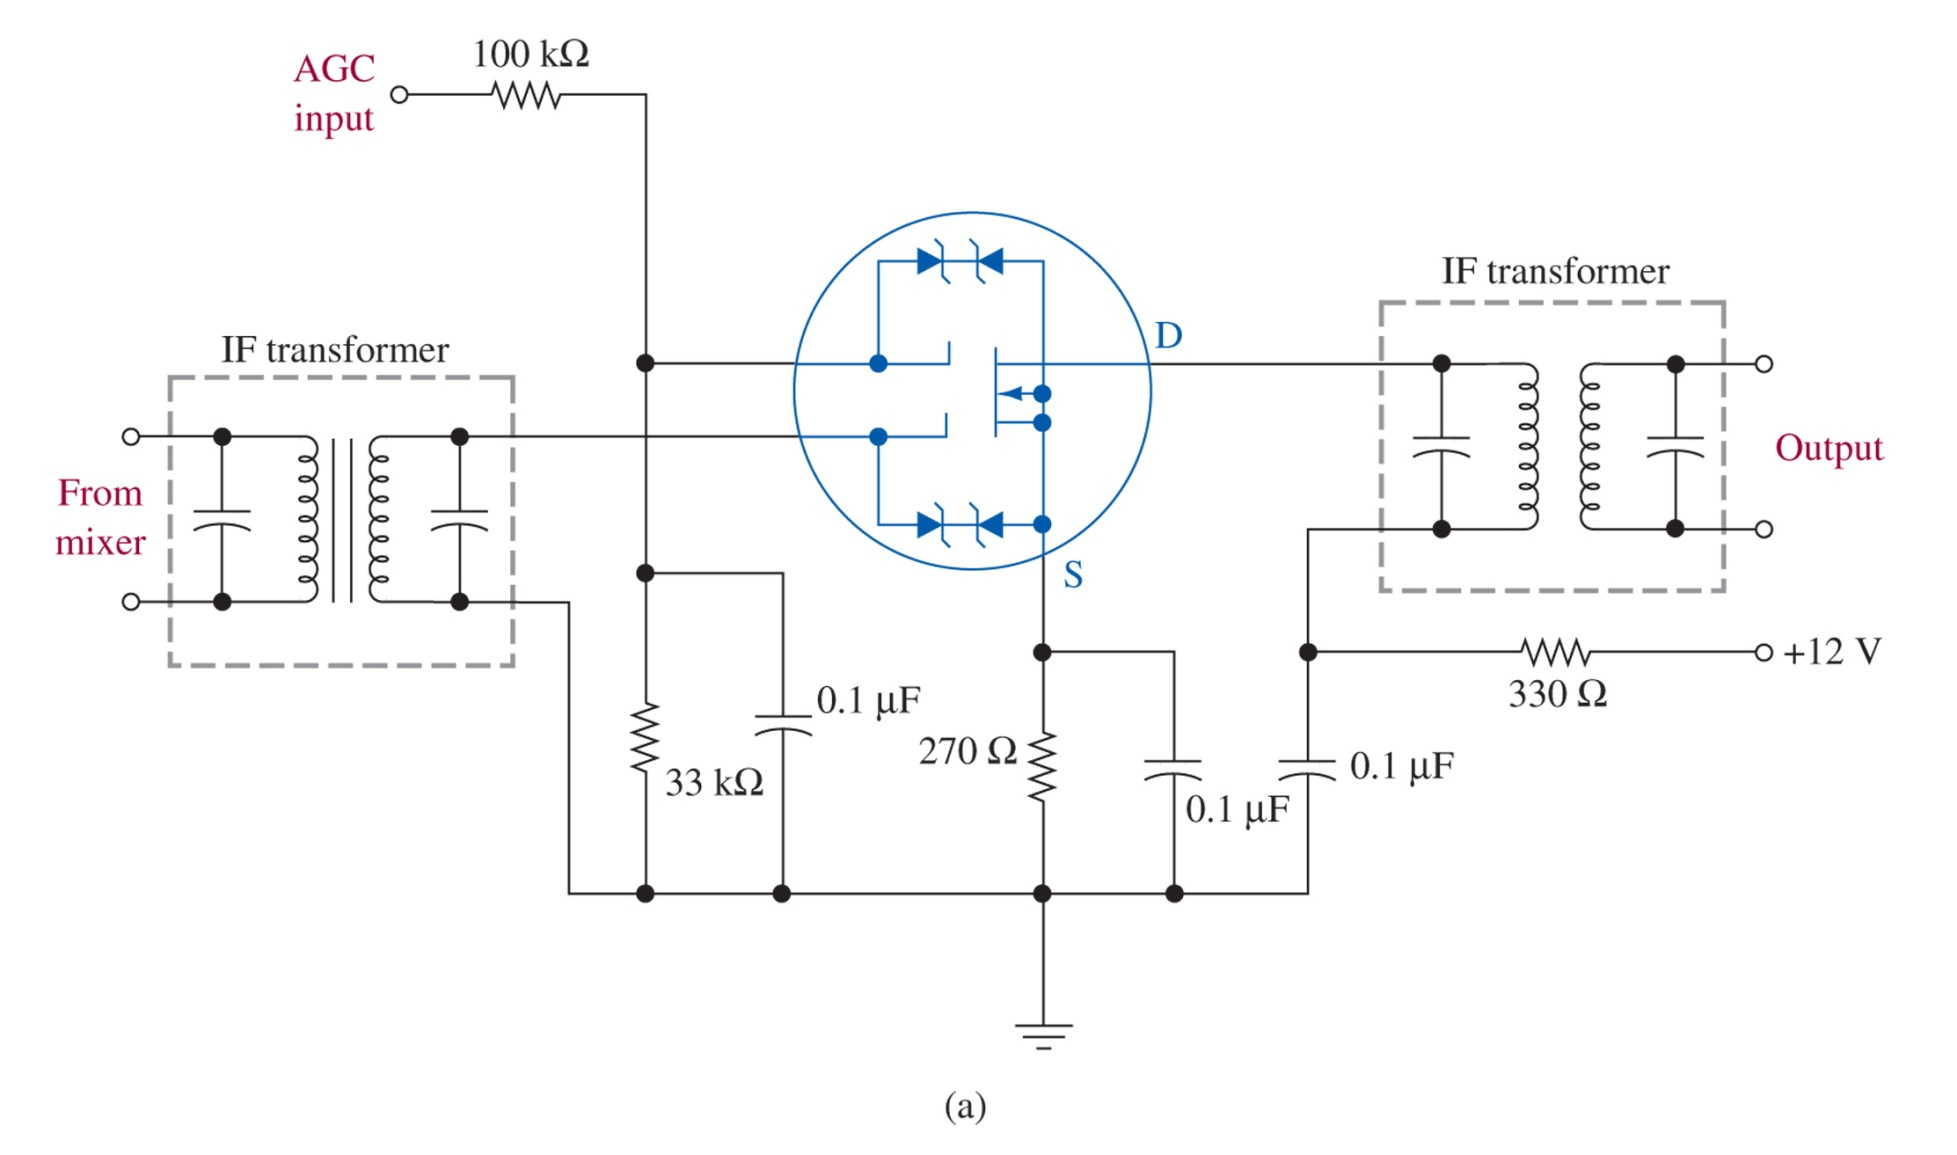 AGC
input
100 kΩ
IF transformer
From
mixer
D
S
IF transformer
Output
+12 V
330 Ω
0.1 μF
33 kΩ
270 Ω
0.1 μF
0.1 μF
(a)